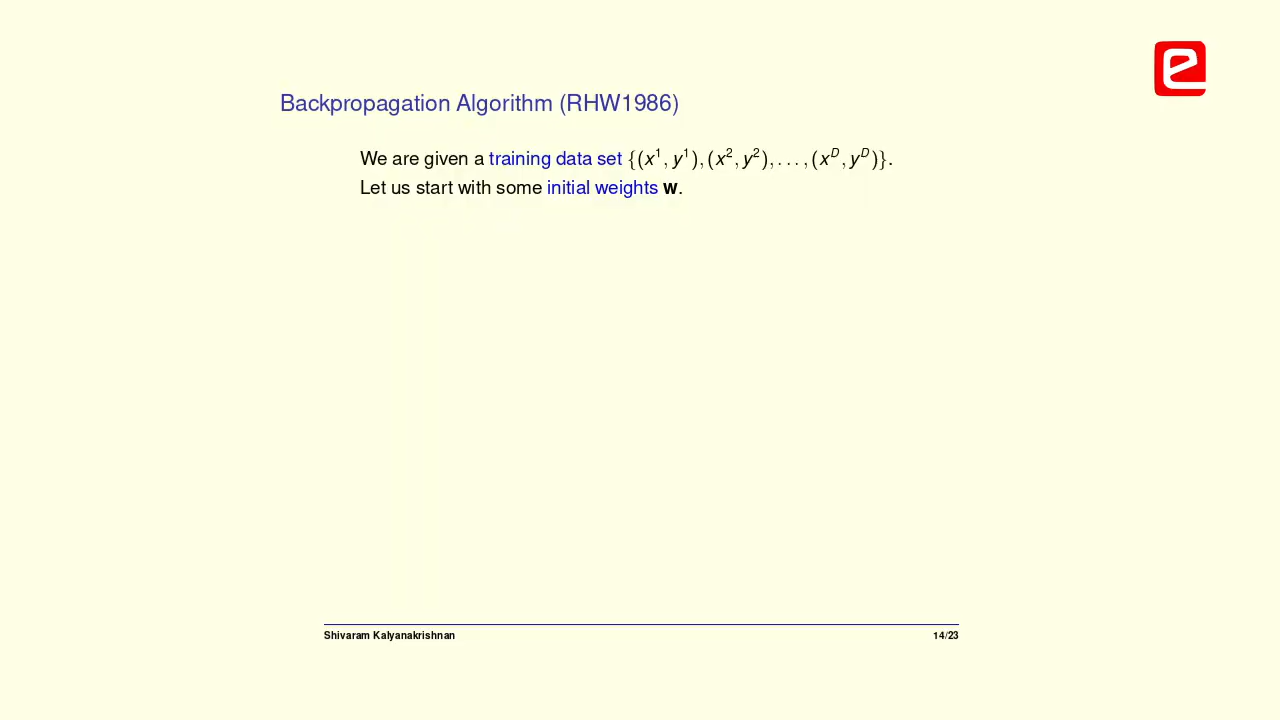 Backpropagation Algorithm (RHW1986)
We are given a training data set {(x¹, y¹), (x², y²), . . . , (xᴰ, yᴰ)}.
Let us start with some initial weights w.
Shivaram Kalyanakrishnan 14/23